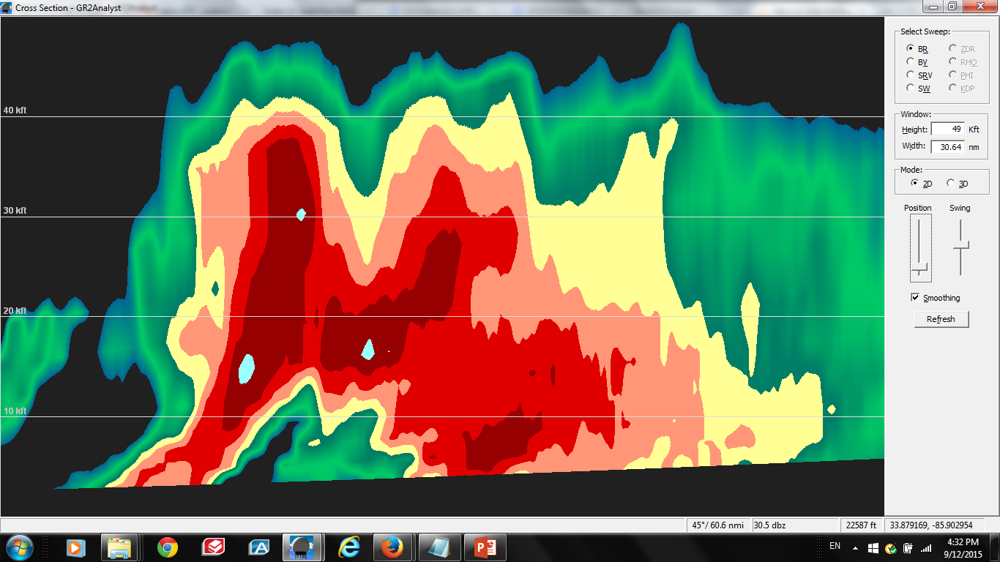 Cross Section - GR2Analyst
40 kft
30 kft
20 kft
10 kft
Select Sweep:
BR ZDR
BV RHO
SRV PHI
SW KDP
Window:
Height: 49 Kft
Width: 30.64 nm
Mode:
2D 3D
Position Swing
Smoothing
Refresh
45°/ 60.6 nmi 30.5 dbz 22587 ft 33.879169, -85.902954
EN 4:32 PM
9/12/2015